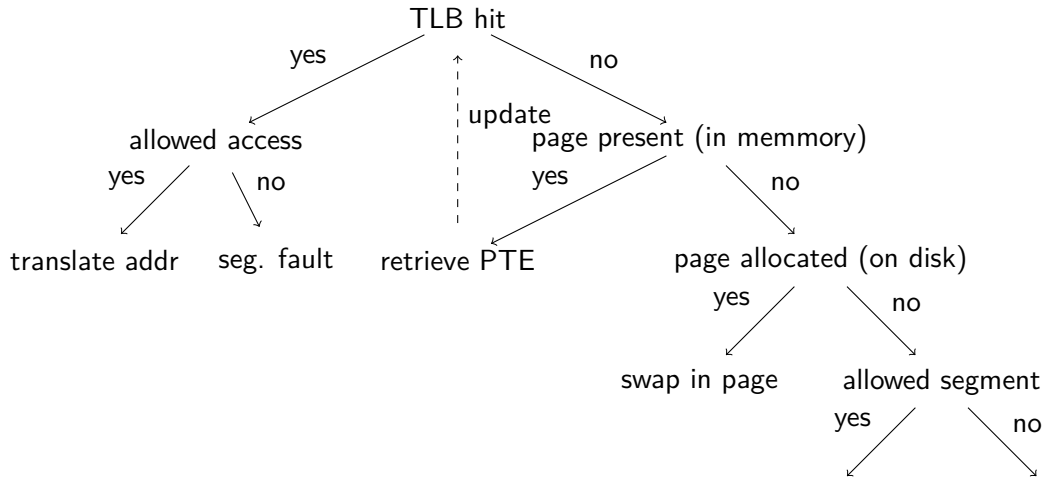 TLB hit
yes
no
update
allowed access
page present (in memmory)
yes
no
yes
no
translate addr
seg. fault
retrieve PTE
page allocated (on disk)
yes
no
swap in page
allowed segment
yes
no